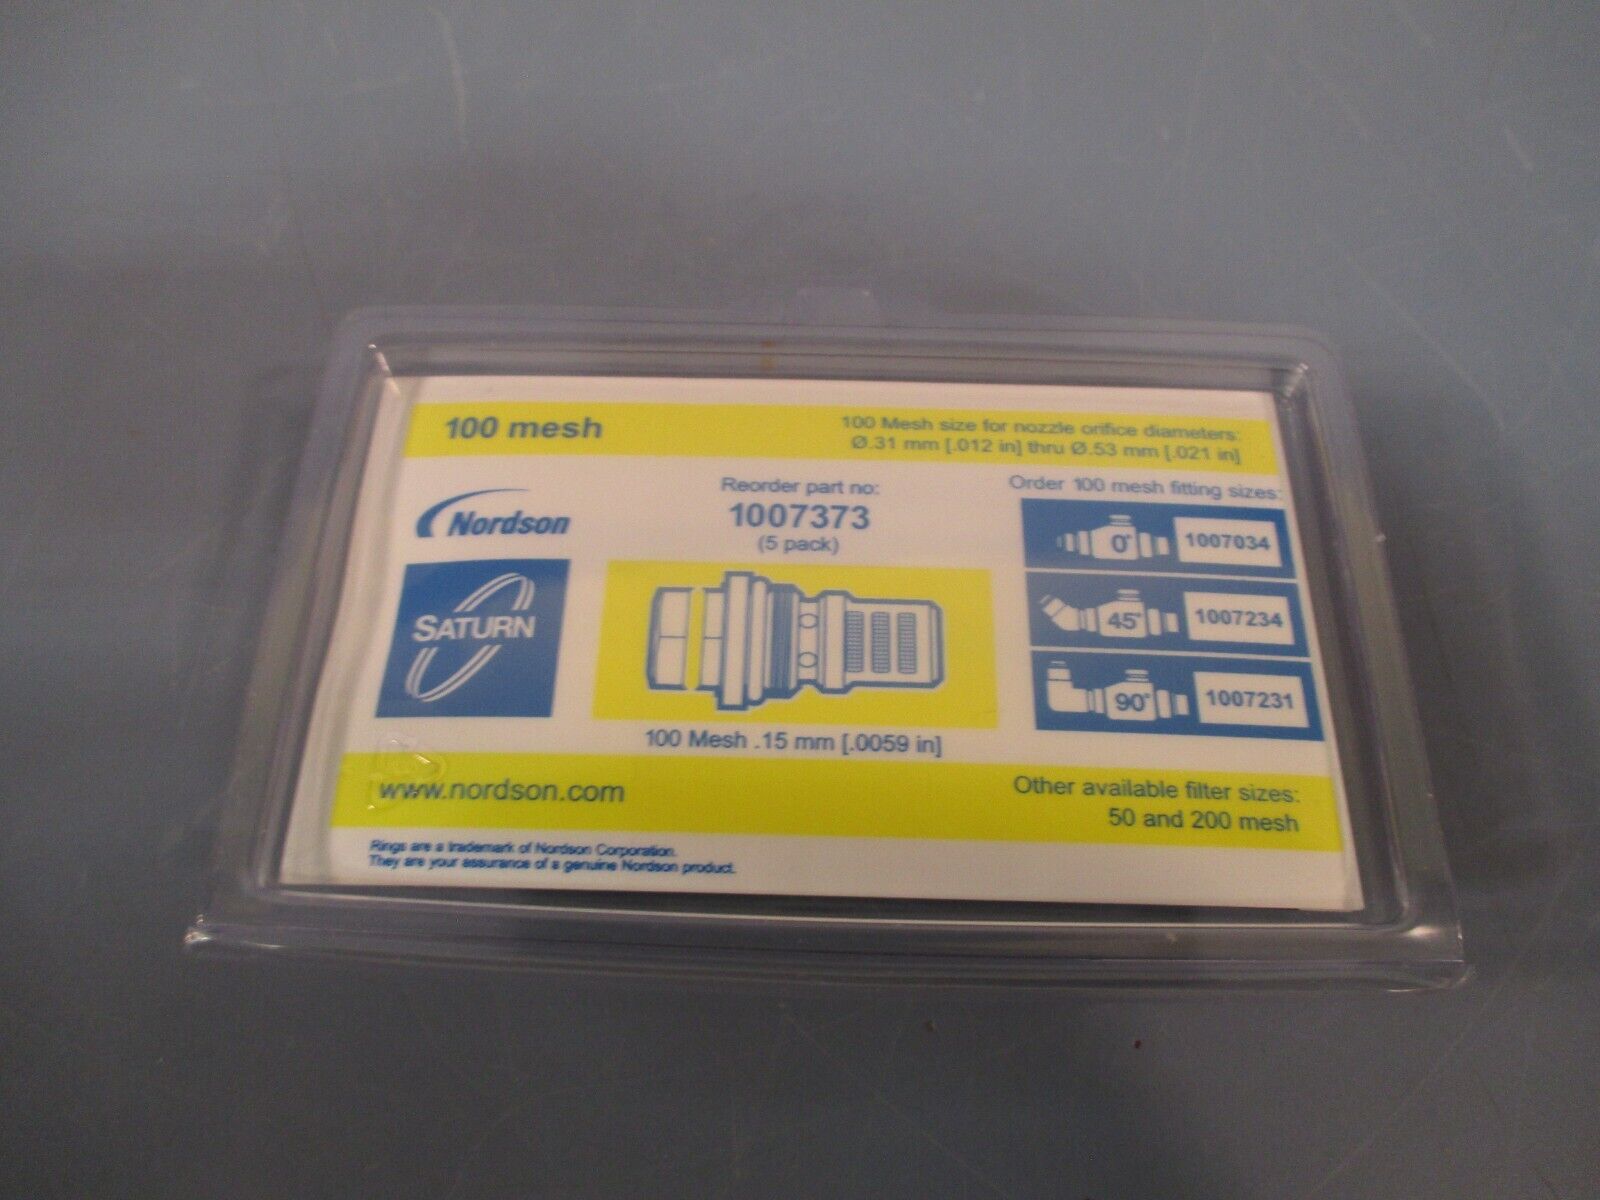 100 mesh
100 Mesh size for nozzle orifice diameters:
Ø.31 mm [.012 in] thru Ø.53 mm [.021 in]
Nordson
SATURN
Reorder part no:
1007373
(5 pack)
100 Mesh .15 mm [.0059 in]
Order 100 mesh fitting sizes:
0° 1007034
45° 1007234
90° 1007231
www.nordson.com
Other available filter sizes:
50 and 200 mesh
Rings are a trademark of Nordson Corporation.
They are your assurance of a genuine Nordson product.